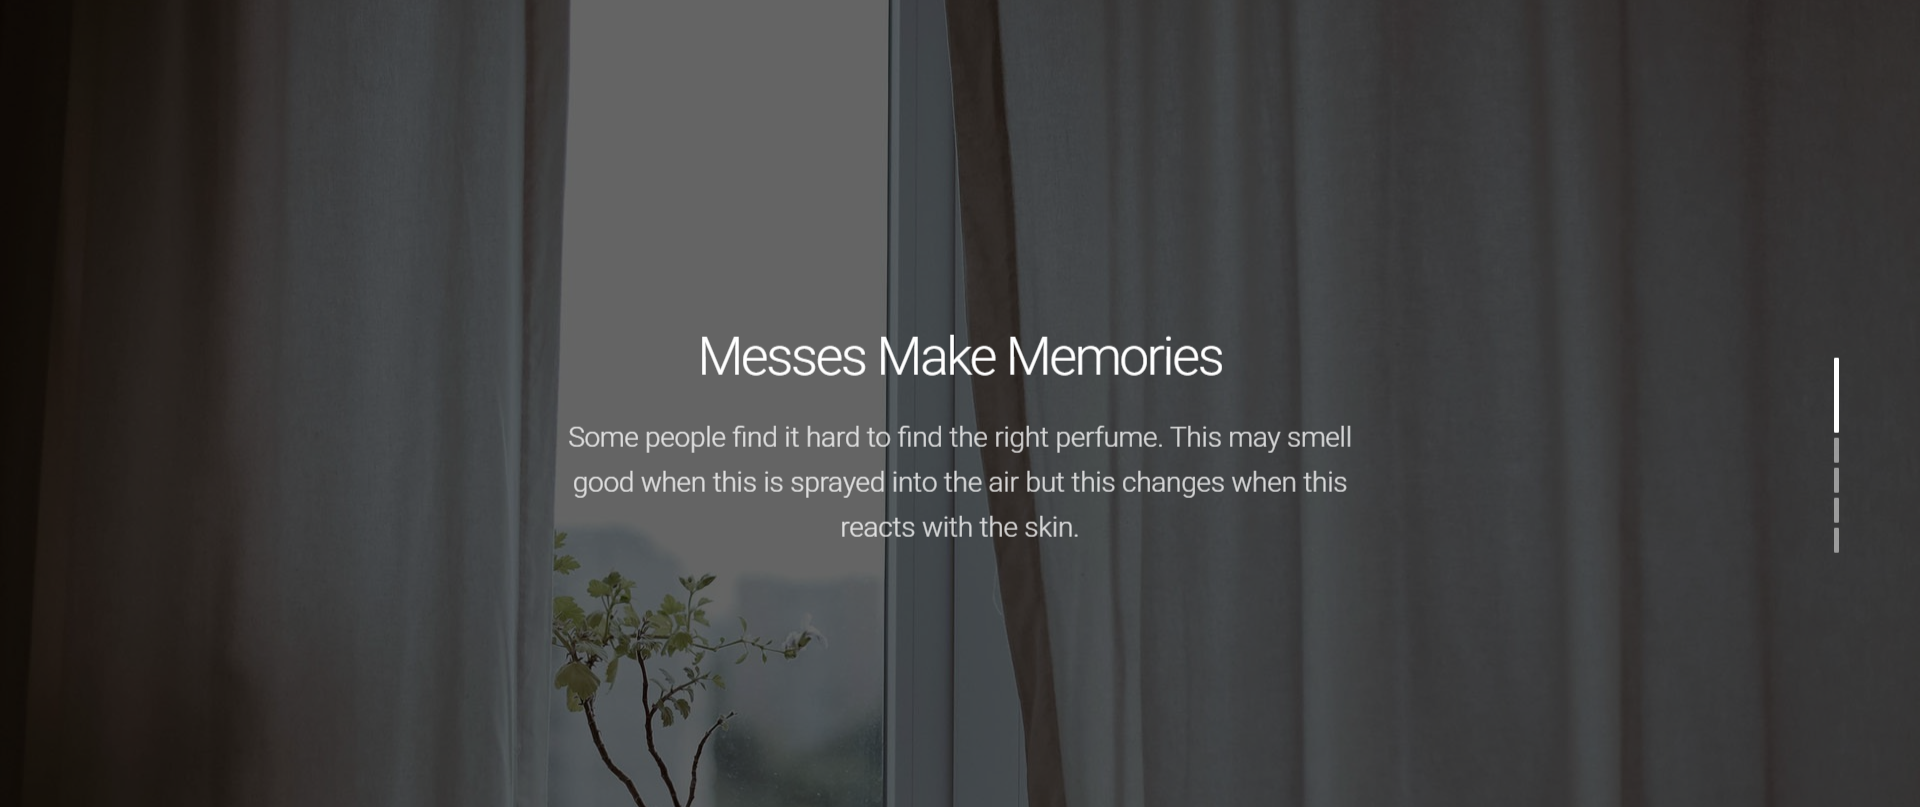 Messes Make Memories
Some people find it hard to find the right perfume. This may smell
good when this is sprayed into the air but this changes when this
reacts with the skin.